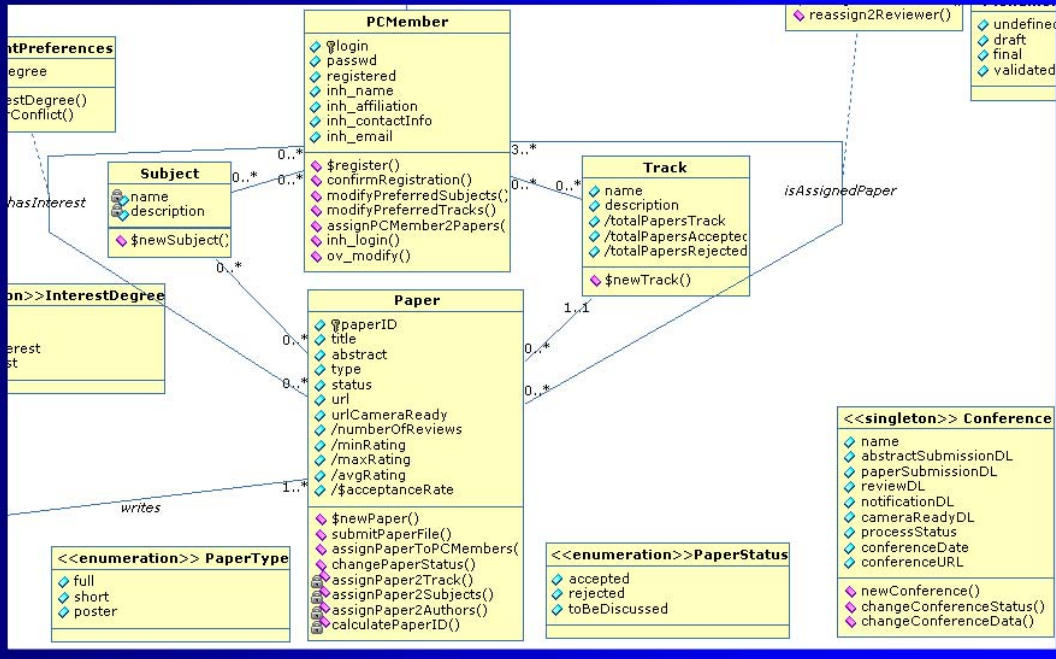 reassign2Reviewer()
undefined
draft
final
validated
ntPreferences
egree
estDegree()
rConflict()
PCMember
login
passwd
registered
inh_name
inh_affiliation
inh_contactInfo
inh_email
$register()
confirmRegistration()
modifyPreferredSubjects()
modifyPreferredTracks()
assignPCMember2Papers(
inh_login()
ov_modify()
0..*
0..*
0..*
3..*
0..*
0..*
Subject
name
description
$newSubject()
0..*
hasInterest
Track
name
description
/totalPapersTrack
/totalPapersAccepted
/totalPapersRejected
$newTrack()
1..1
isAssignedPaper
on>>InterestDegree
erest
st
Paper
paperID
title
abstract
type
status
url
urlCameraReady
/numberOfReviews
/minRating
/maxRating
/avgRating
/$acceptanceRate
$newPaper()
submitPaperFile()
assignPaperToPCMembers(
changePaperStatus()
assignPaper2Track()
assignPaper2Subjects()
assignPaper2Authors()
calculatePaperID()
0..*
0..*
1..*
0..*
0..*
writes
<<enumeration>> PaperType
full
short
poster
<<enumeration>>PaperStatus
accepted
rejected
toBeDiscussed
<<singleton>> Conference
name
abstractSubmissionDL
paperSubmissionDL
reviewDL
notificationDL
cameraReadyDL
processStatus
conferenceDate
conferenceURL
newConference()
changeConferenceStatus()
changeConferenceData()